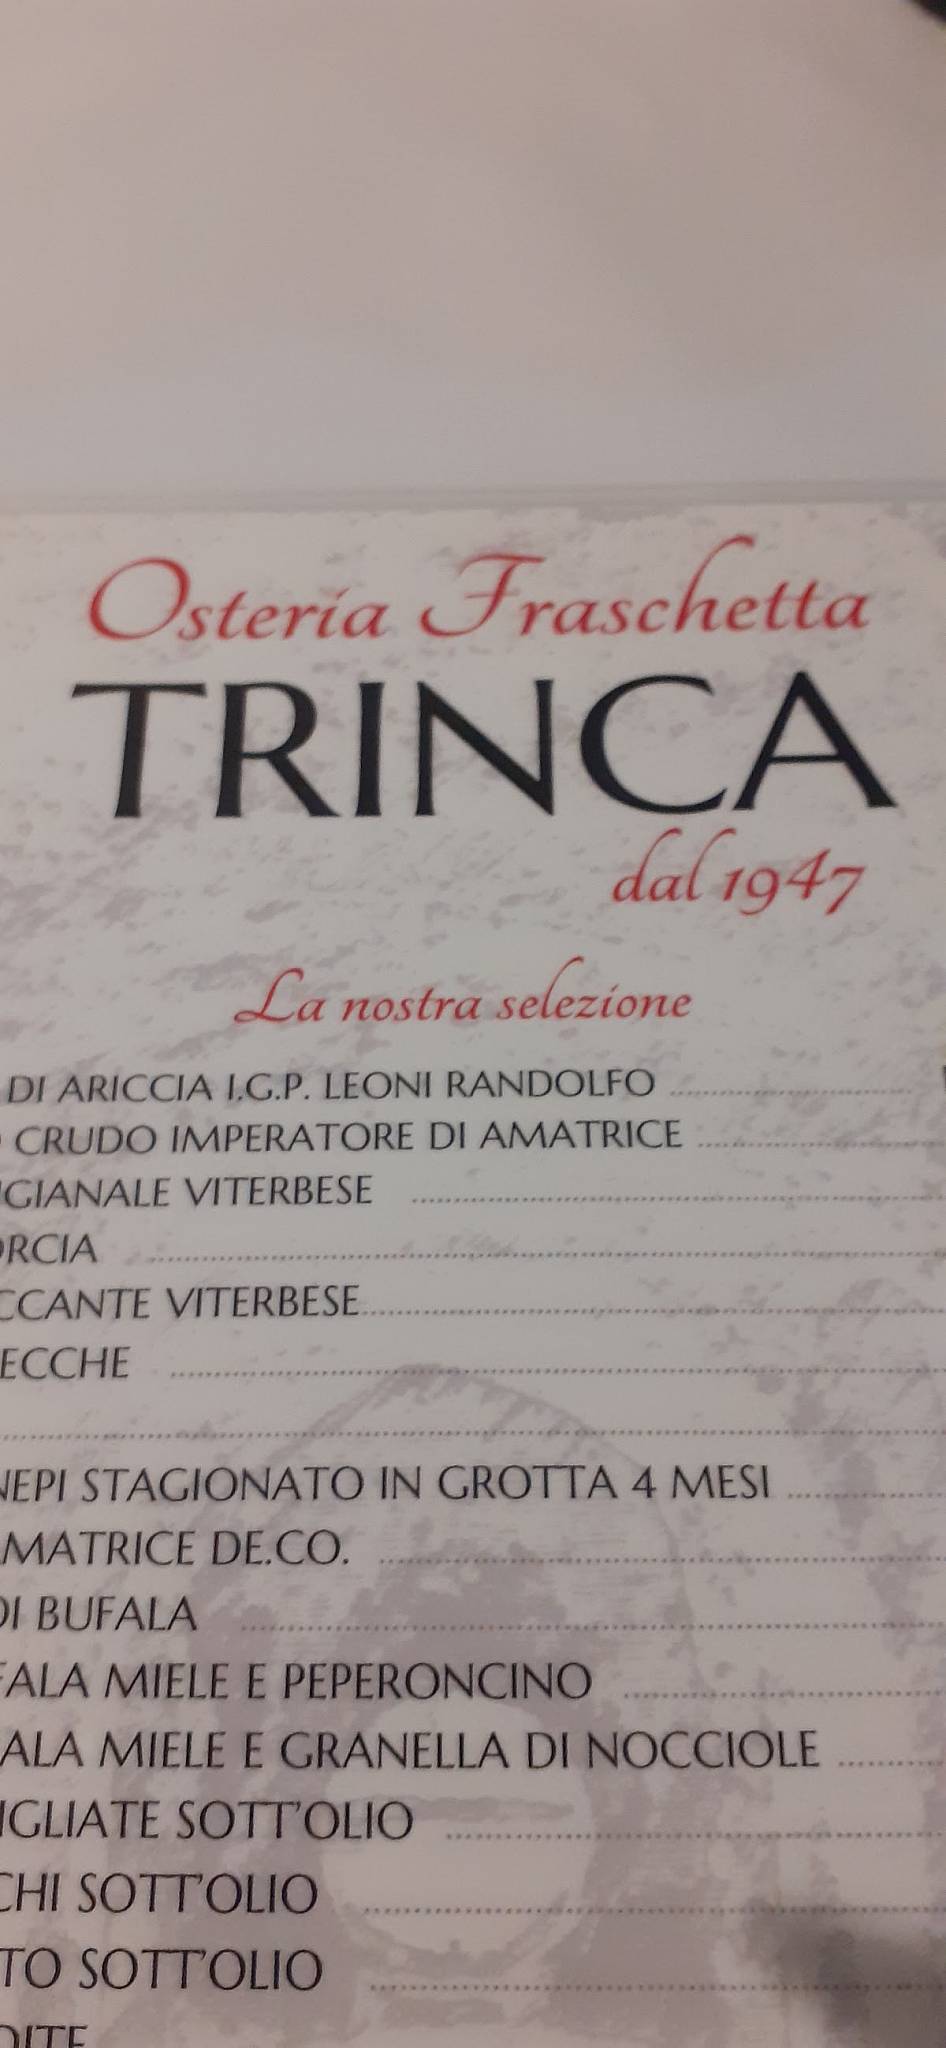 Osteria Fraschetta
TRINCA
dal 1947
La nostra selezione
DI ARICCIA I.G.P. LEONI RANDOLFO
CRUDO IMPERATORE DI AMATRICE
GIANALE VITERBESE
ORCIA
CCANTE VITERBESE
ECCHE
NEPI STAGIONATO IN GROTTA 4 MESI
MATRICE DE.CO.
DI BUFALA
FALA MIELE E PEPERONCINO
ALA MIELE E GRANELLA DI NOCCIOLE
IGLIATE SOTT'OLIO
CHI SOTT'OLIO
TO SOTT'OLIO